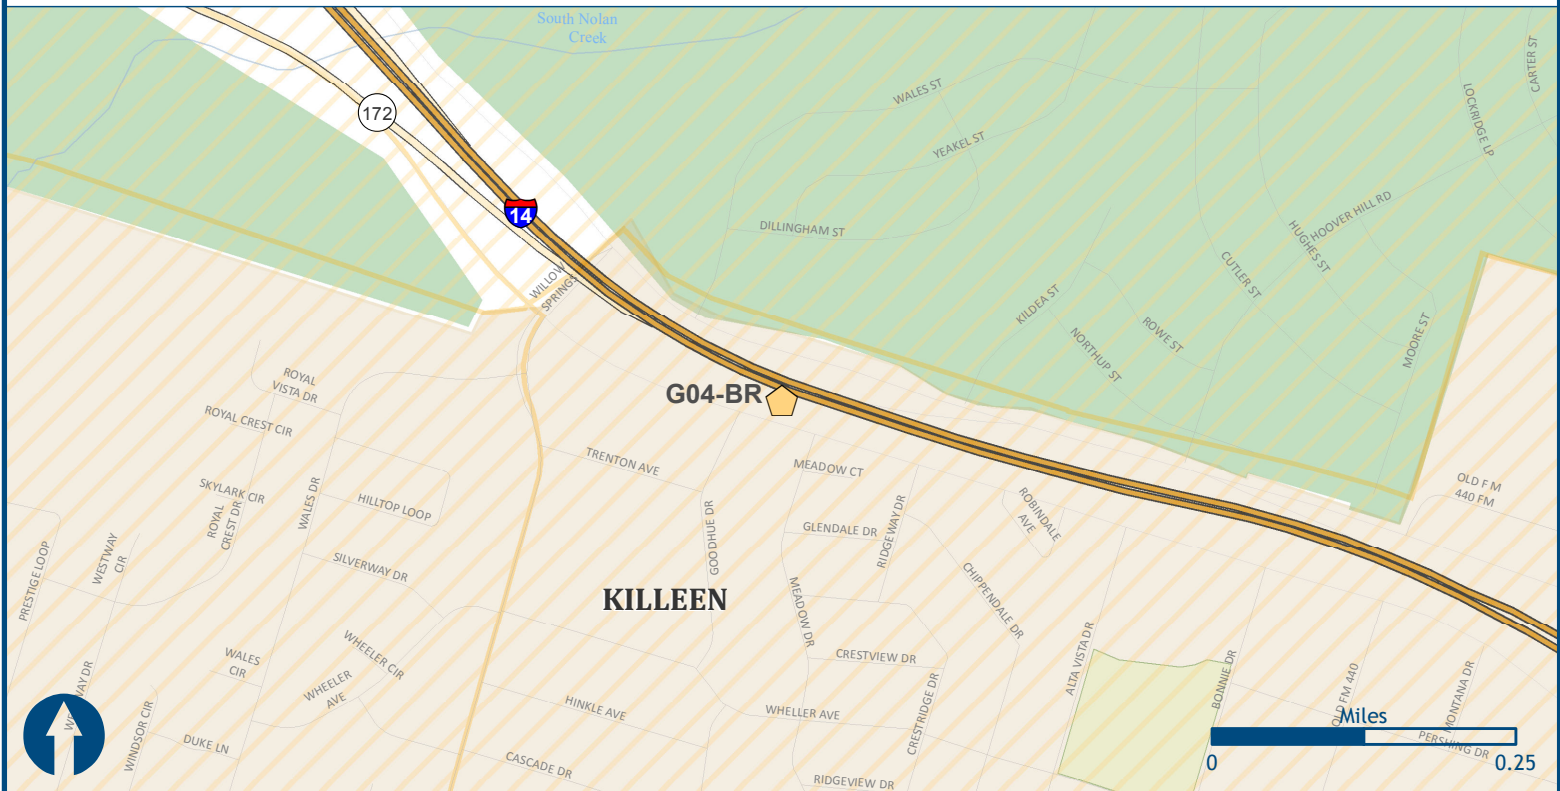 South Nolan
Creek
CARTER ST
WALES ST
LOCKRIDGE LP
172
YEAKEL ST
14
HOOVER HILL RD
DILLINGHAM ST
HUGHES ST
WILLOW
SPRINGS
CUTLER ST
KILDEA ST
ROWE ST
NORTHUP ST
MOORE ST
ROYAL
VISTA DR
G04-BR
ROYAL CREST CIR
TRENTON AVE
MEADOW CT
OLD F M
440 FM
SKYLARK CIR
WALES DR
HILLTOP LOOP
ROYAL
CREST DR
GOODHUE DR
GLENDALE DR
RIDGEWAY DR
ROBINDALE
AVE
WESTWAY
CIR
PRESTIGE LOOP
SILVERWAY DR
KILLEEN
MEADOW DR
CHIPPENDALE DR
WALES
CIR
WHEELER CIR
CRESTVIEW DR
ALTA VISTA DR
BONNIE DR
WHEELER
AVE
OLD FM 440
MONTANA DR
WINDSOR CIR
HINKLE AVE
WHELLER AVE
CRESTRIDGE DR
Miles
DUKE LN
PERSHING DR
CASCADE DR
0
0.25
RIDGEVIEW DR